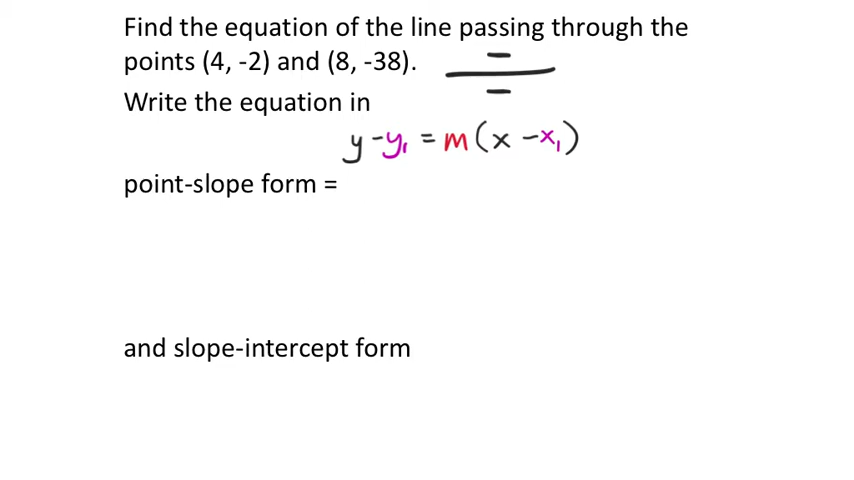 Find the equation of the line passing through the
points (4, -2) and (8, -38).
Write the equation in
y - y₁ = m(x - x₁)
point-slope form =
and slope-intercept form